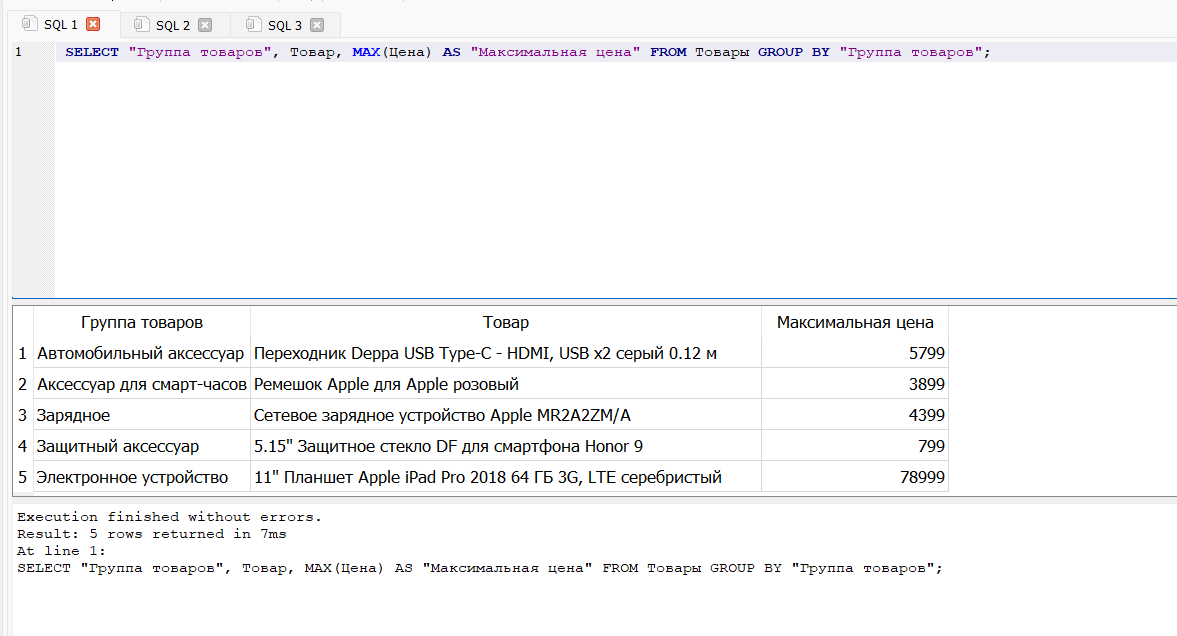 SQL 1 SQL 2 SQL 3
1 SELECT "Группа товаров", Товар, MAX(Цена) AS "Максимальная цена" FROM Товары GROUP BY "Группа товаров";
Группа товаров Товар Максимальная цена
1 Автомобильный аксессуар Переходник Deppa USB Type-C - HDMI, USB x2 серый 0.12 м 5799
2 Аксессуар для смарт-часов Ремешок Apple для Apple розовый 3899
3 Зарядное Сетевое зарядное устройство Apple MR2A2ZM/A 4399
4 Защитный аксессуар 5.15" Защитное стекло DF для смартфона Honor 9 799
5 Электронное устройство 11" Планшет Apple iPad Pro 2018 64 ГБ 3G, LTE серебристый 78999
Execution finished without errors.
Result: 5 rows returned in 7ms
At line 1:
SELECT "Группа товаров", Товар, MAX(Цена) AS "Максимальная цена" FROM Товары GROUP BY "Группа товаров";